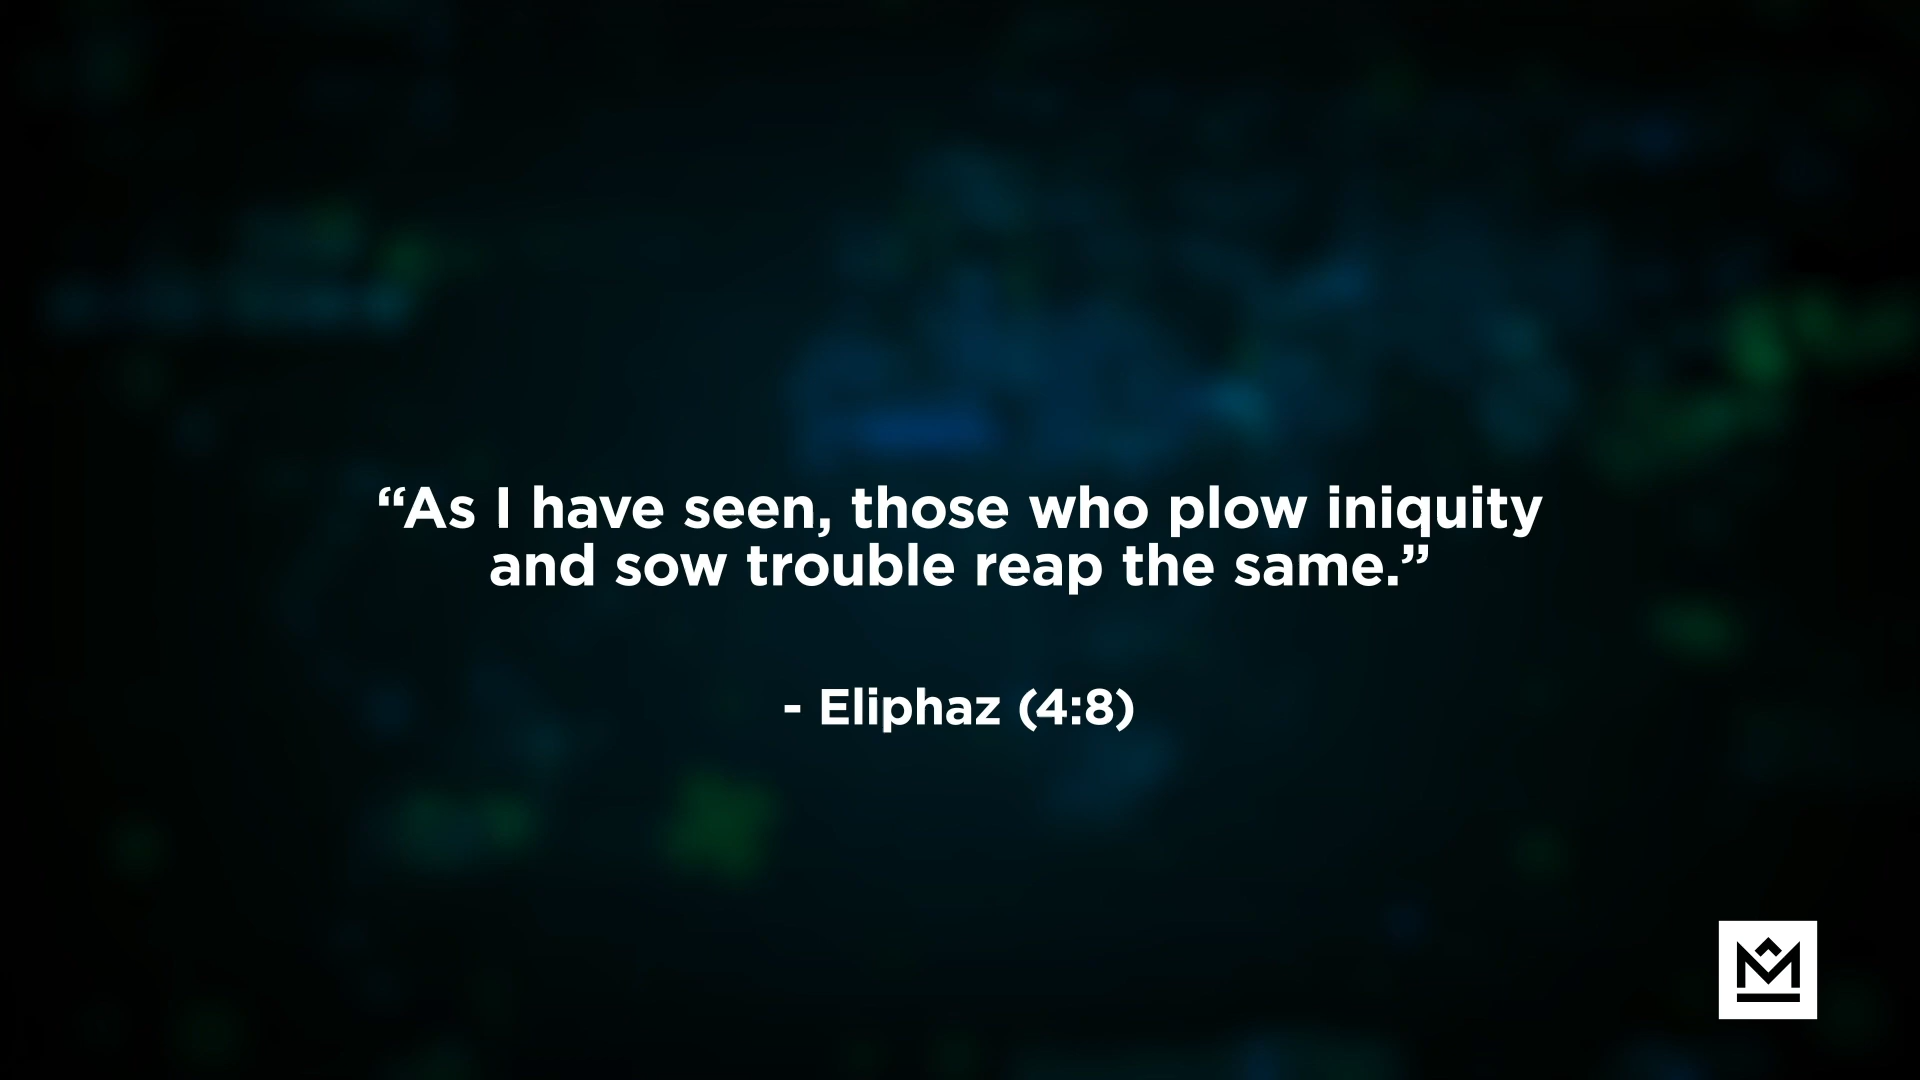 “As I have seen, those who plow iniquity
and sow trouble reap the same.”
- Eliphaz (4:8)